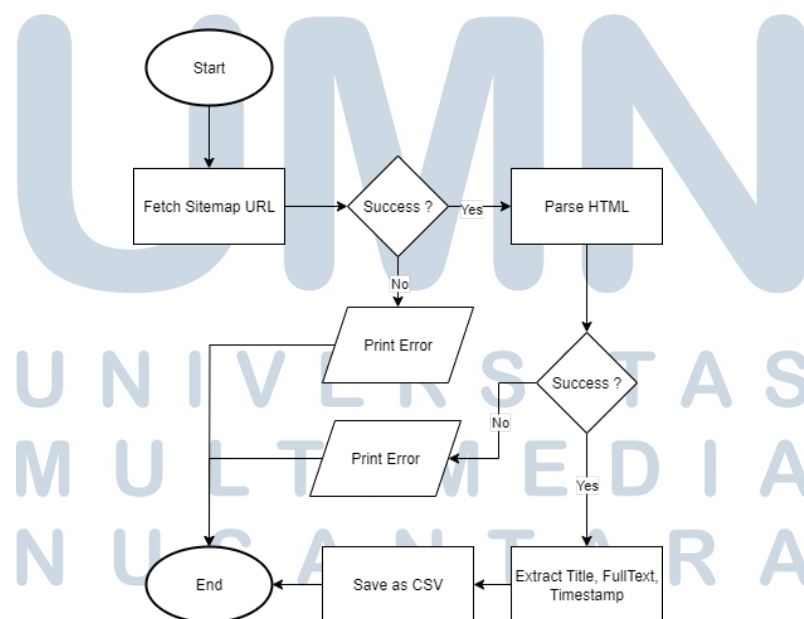 UMN
Start
Fetch Sitemap URL
Success ?
Yes
Parse HTML
No
Print Error
UNIVERSITAS
Success ?
No
Print Error
MULTIMEDIA
Yes
NUSANTARA
End
Save as CSV
Extract Title, FullText,
Timestamp